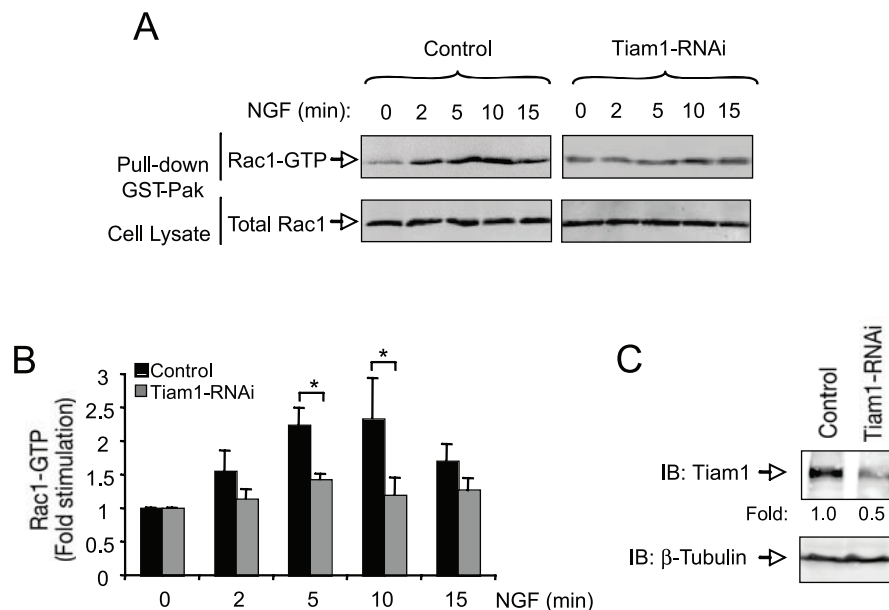 A
Control Tiam1-RNAi
NGF (min): 0 2 5 10 15 0 2 5 10 15
Pull-down
GST-Pak
Rac1-GTP
Cell Lysate
Total Rac1
B
Control
Tiam1-RNAi
Rac1-GTP
(Fold stimulation)
3
2.5
2
1.5
1
0.5
0
* *
0 2 5 10 15 NGF (min)
C
Control Tiam1-RNAi
IB: Tiam1
Fold: 1.0 0.5
IB: β-Tubulin